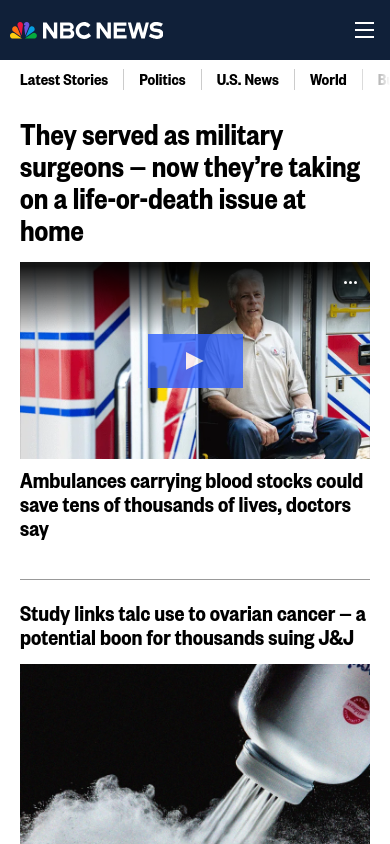 NBC NEWS
Latest Stories
Politics
U.S. News
World
They served as military
surgeons – now they’re taking
on a life-or-death issue at
home
Ambulances carrying blood stocks could
save tens of thousands of lives, doctors
say
Study links talc use to ovarian cancer – a
potential boon for thousands suing J&J